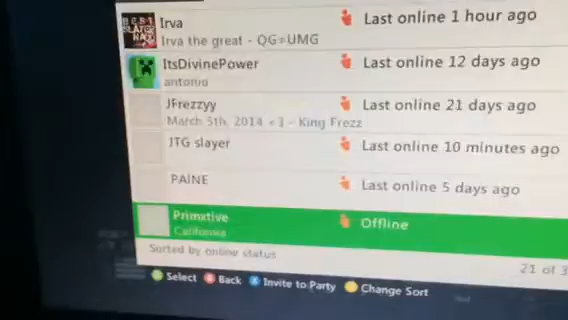 BEST
SLAYER
Irva
Last online 1 hour ago
Irva the great - QG≠UMG
ItsDivinePower
Last online 12 days ago
antonio
JFrezzyy
Last online 21 days ago
March 5th, 2014 <3 - King Frezz
JTG slayer
Last online 10 minutes ago
PAINE
Last online 5 days ago
Primxtive
Offline
California
Sorted by online status
21 of 3
Select Back Invite to Party Change Sort